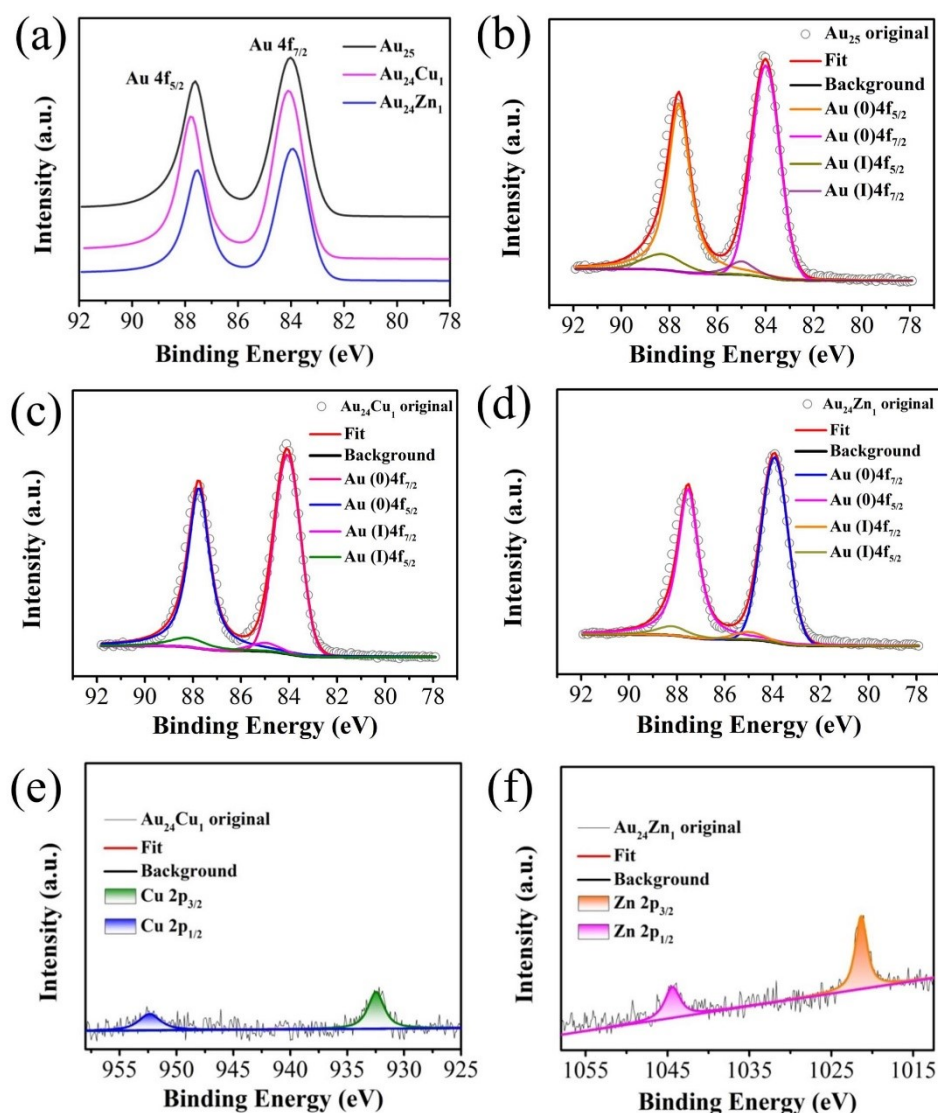 (a)
Au 4f₅/₂
Au 4f₇/₂
Au₂₅
Au₂₄Cu₁
Au₂₄Zn₁
Intensity (a.u.)
92 90 88 86 84 82 80 78
Binding Energy (eV)
(b)
Au₂₅ original
Fit
Background
Au (0)4f₅/₂
Au (0)4f₇/₂
Au (I)4f₅/₂
Au (I)4f₇/₂
Intensity (a.u.)
92 90 88 86 84 82 80 78
Binding Energy (eV)
(c)
Au₂₄Cu₁ original
Fit
Background
Au (0)4f₇/₂
Au (0)4f₅/₂
Au (I)4f₇/₂
Au (I)4f₅/₂
Intensity (a.u.)
92 90 88 86 84 82 80 78
Binding Energy (eV)
(d)
Au₂₄Zn₁ original
Fit
Background
Au (0)4f₇/₂
Au (0)4f₅/₂
Au (I)4f₇/₂
Au (I)4f₅/₂
Intensity (a.u.)
92 90 88 86 84 82 80 78
Binding Energy (eV)
(e)
Au₂₄Cu₁ original
Fit
Background
Cu 2p₃/₂
Cu 2p₁/₂
Intensity (a.u.)
955 950 945 940 935 930 925
Binding Energy (eV)
(f)
Au₂₄Zn₁ original
Fit
Background
Zn 2p₃/₂
Zn 2p₁/₂
Intensity (a.u.)
1055 1045 1035 1025 1015
Binding Energy (eV)